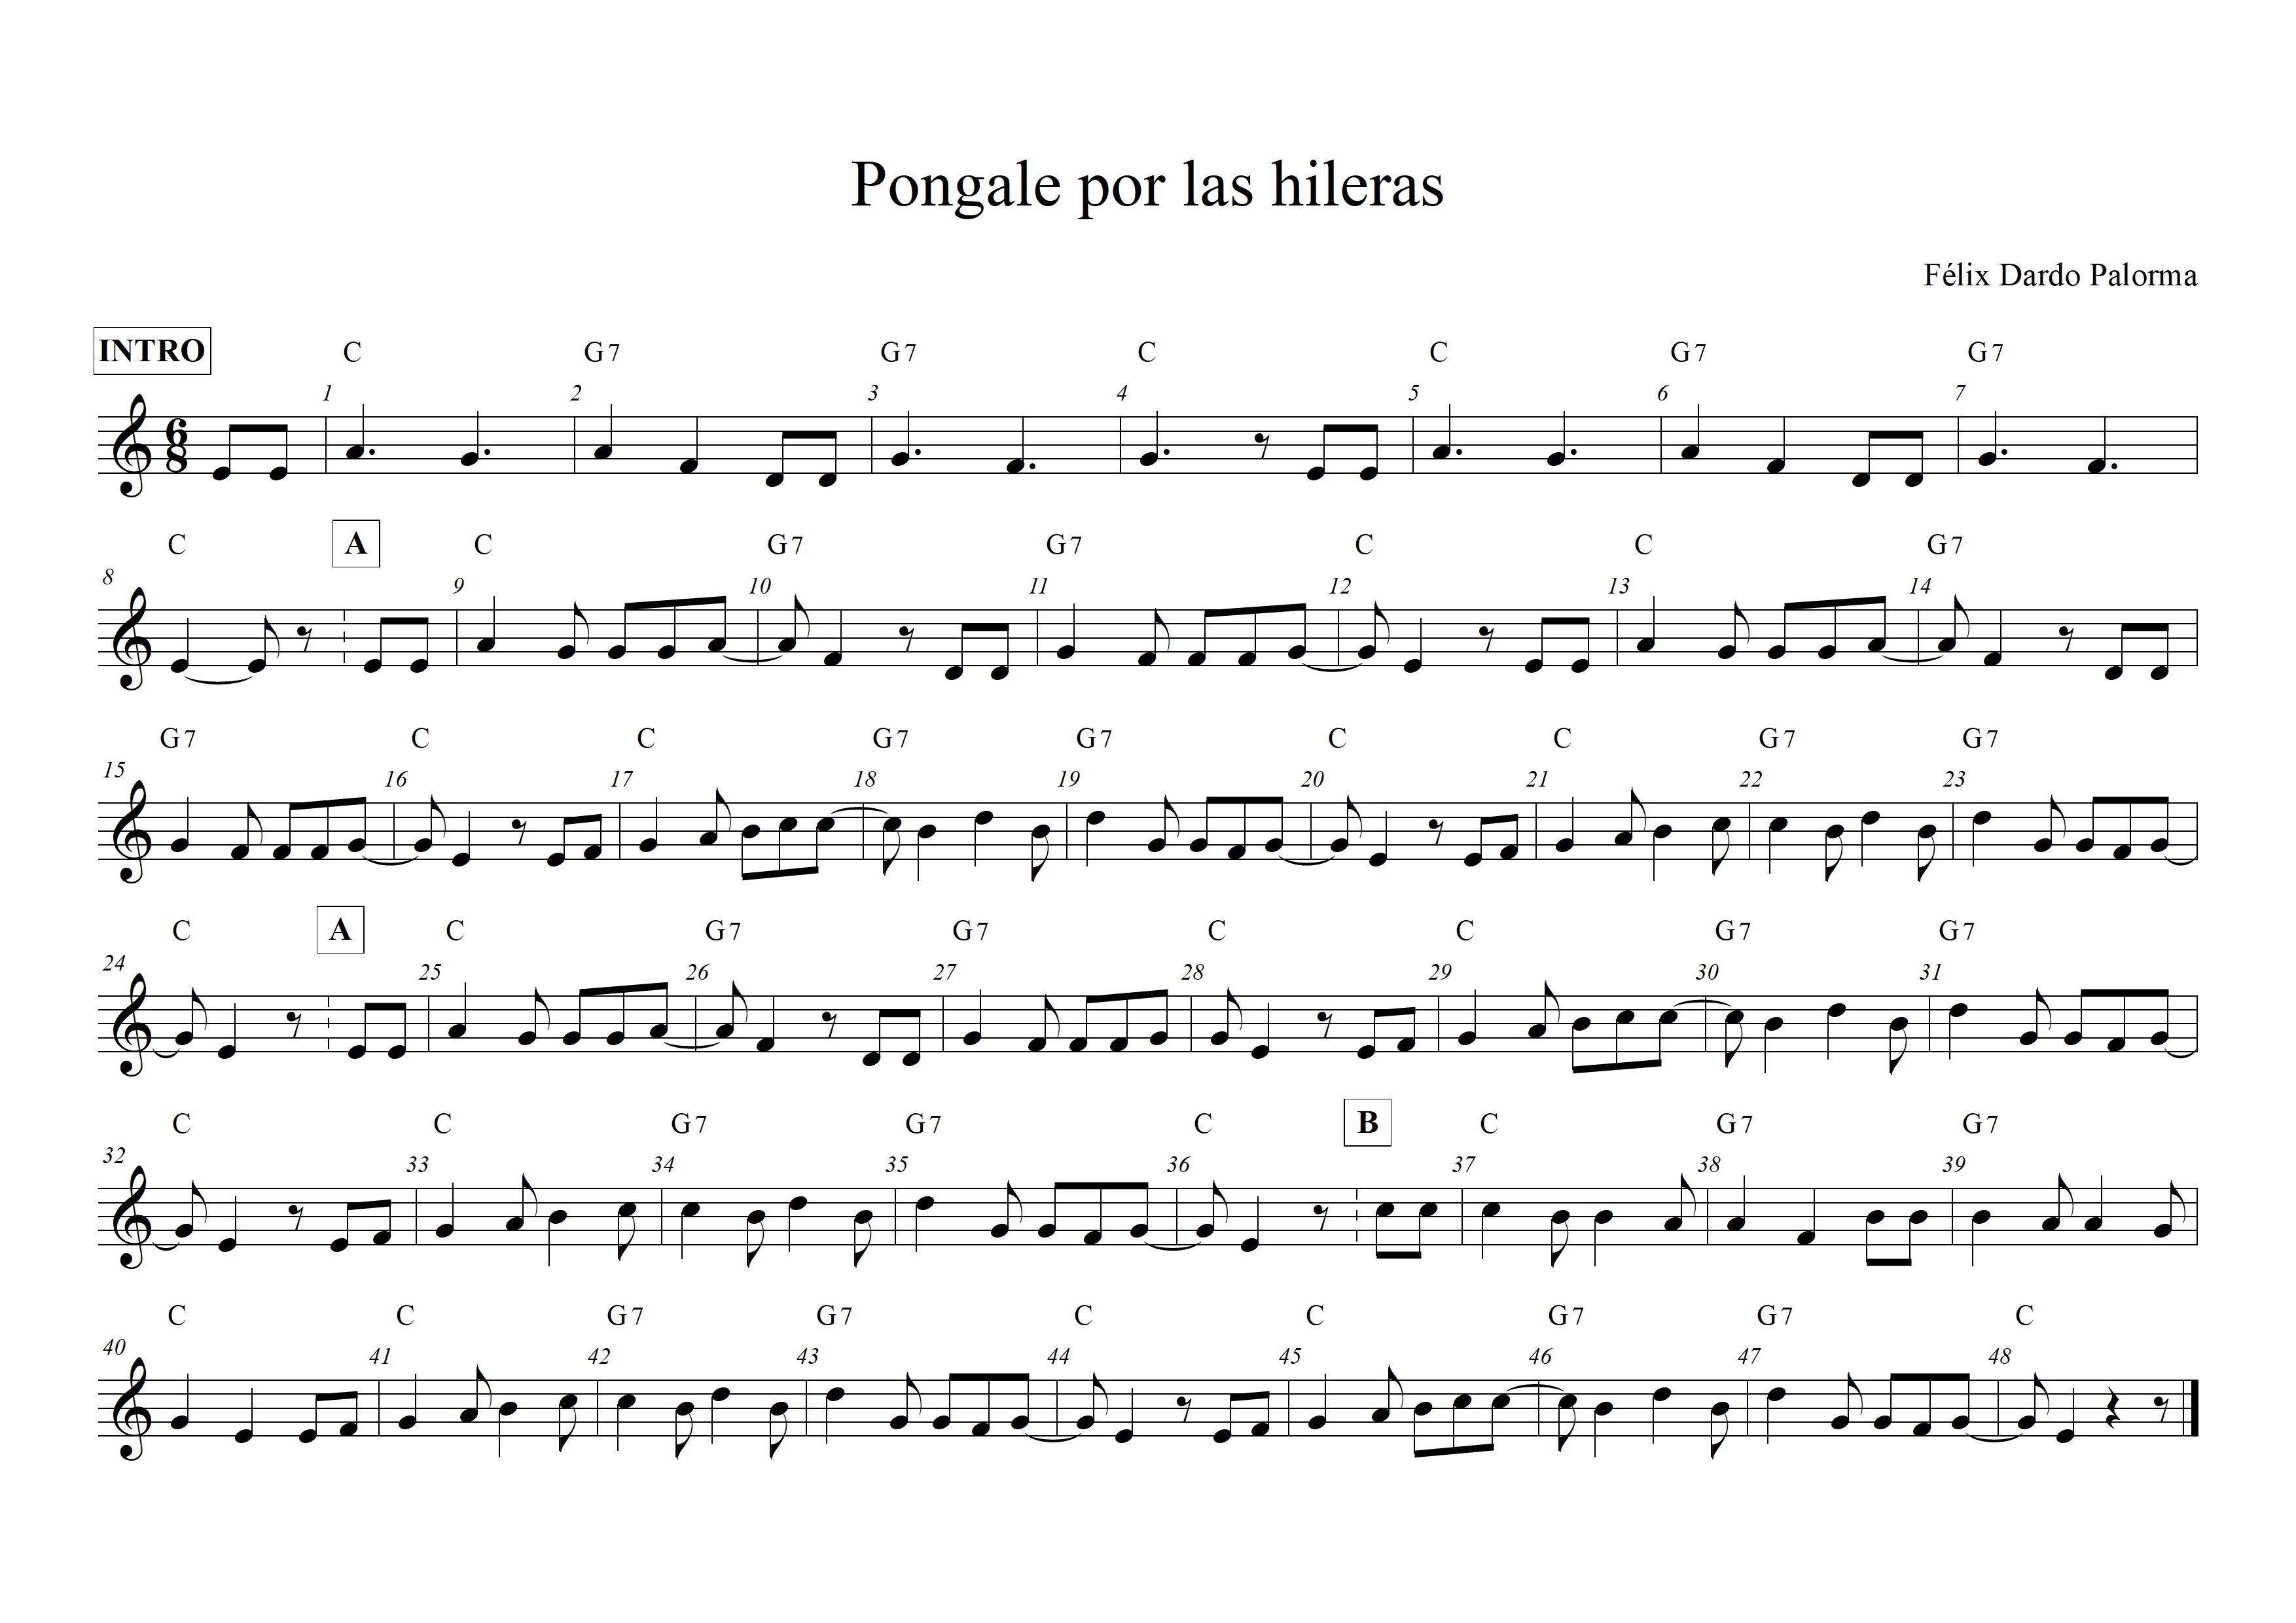 Pongale por las hileras
Félix Dardo Palorma
INTRO
C G7 G7 C C G7 G7
1 2 3 4 5 6 7
6
8
C A C G7 G7 C C G7
8 9 10 11 12 13 14
G7 C C G7 G7 C C G7 G7
15 16 17 18 19 20 21 22 23
C A C G7 G7 C C G7 G7
24 25 26 27 28 29 30 31
C C G7 G7 C B C G7 G7
32 33 34 35 36 37 38 39
C C G7 G7 C C G7 G7 C
40 41 42 43 44 45 46 47 48